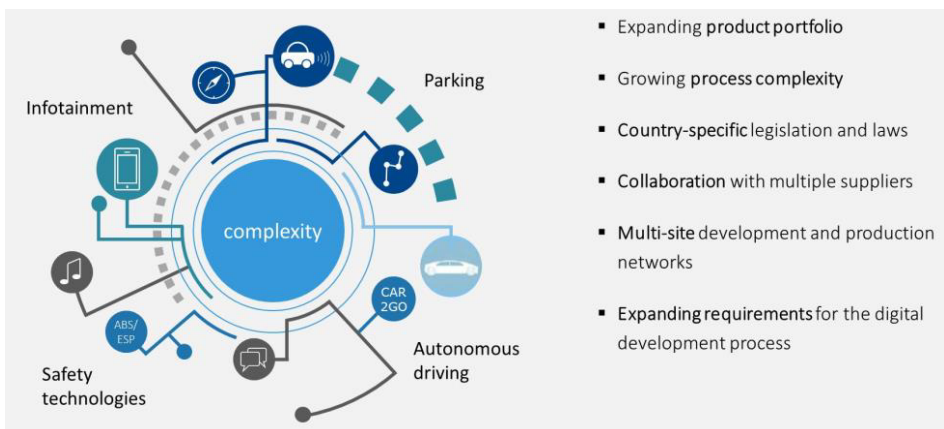 Infotainment
Parking
complexity
CAR
2GO
ABS/
ESP
Safety
technologies
Autonomous
driving
▪ Expanding product portfolio
▪ Growing process complexity
▪ Country-specific legislation and laws
▪ Collaboration with multiple suppliers
▪ Multi-site development and production
networks
▪ Expanding requirements for the digital
development process